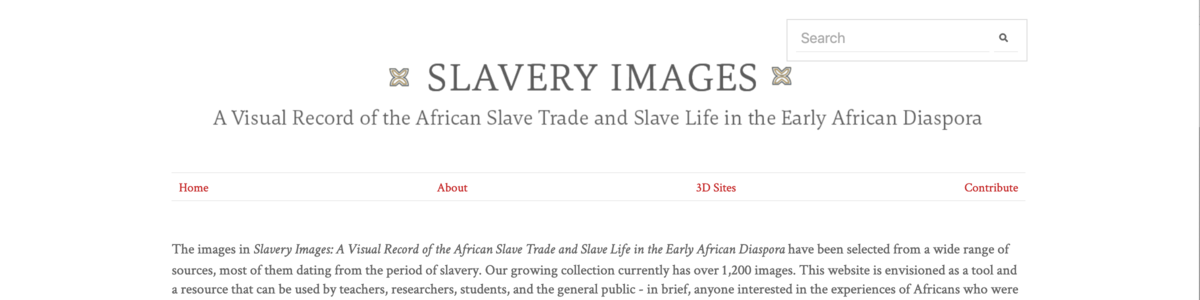 Search
SLAVERY IMAGES
A Visual Record of the African Slave Trade and Slave Life in the Early African Diaspora
Home About 3D Sites Contribute
The images in Slavery Images: A Visual Record of the African Slave Trade and Slave Life in the Early African Diaspora have been selected from a wide range of
sources, most of them dating from the period of slavery. Our growing collection currently has over 1,200 images. This website is envisioned as a tool and
a resource that can be used by teachers, researchers, students, and the general public - in brief, anyone interested in the experiences of Africans who were